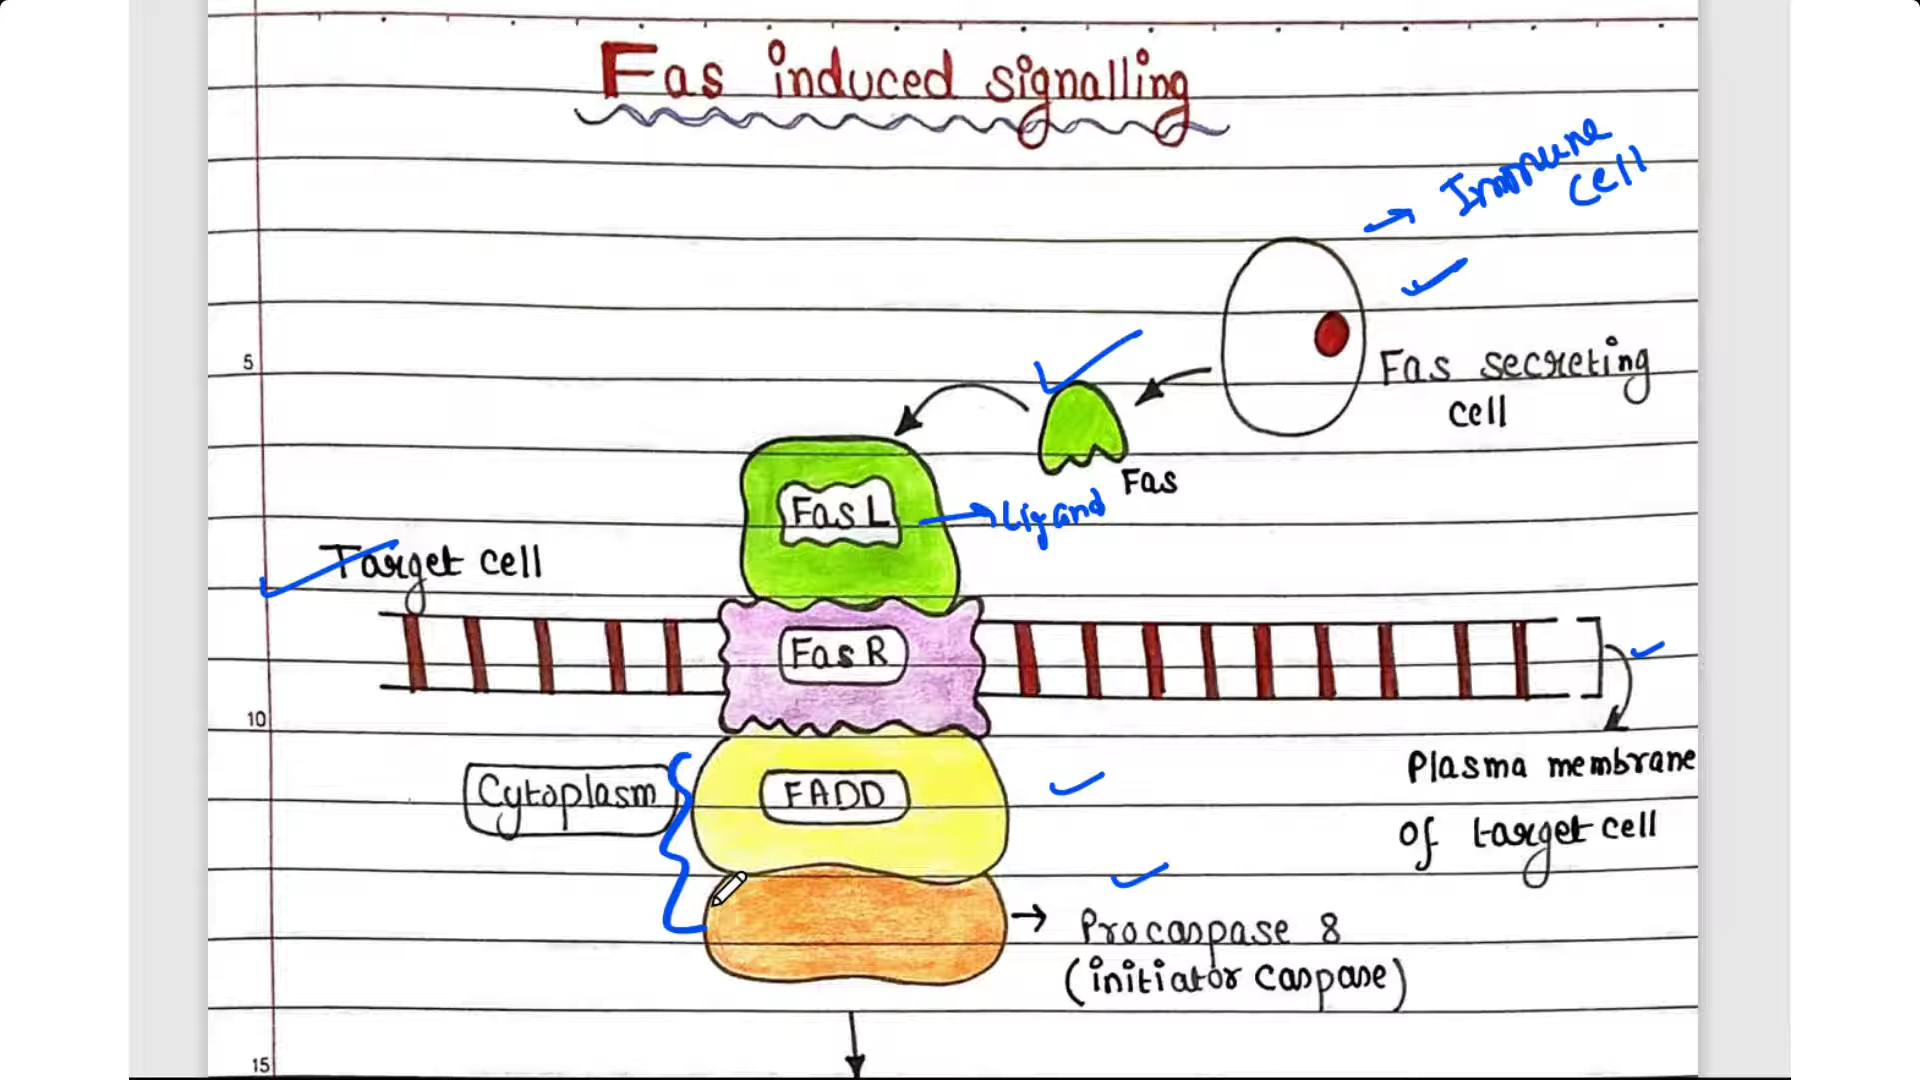 Fas induced signalling
Immune
cell
5
Fas secreting
cell
Fas
Fas L
Ligand
Target cell
Fas R
10
Plasma membrane
Cytoplasm
FADD
of target cell
Procaspase 8
(initiator caspase)
15